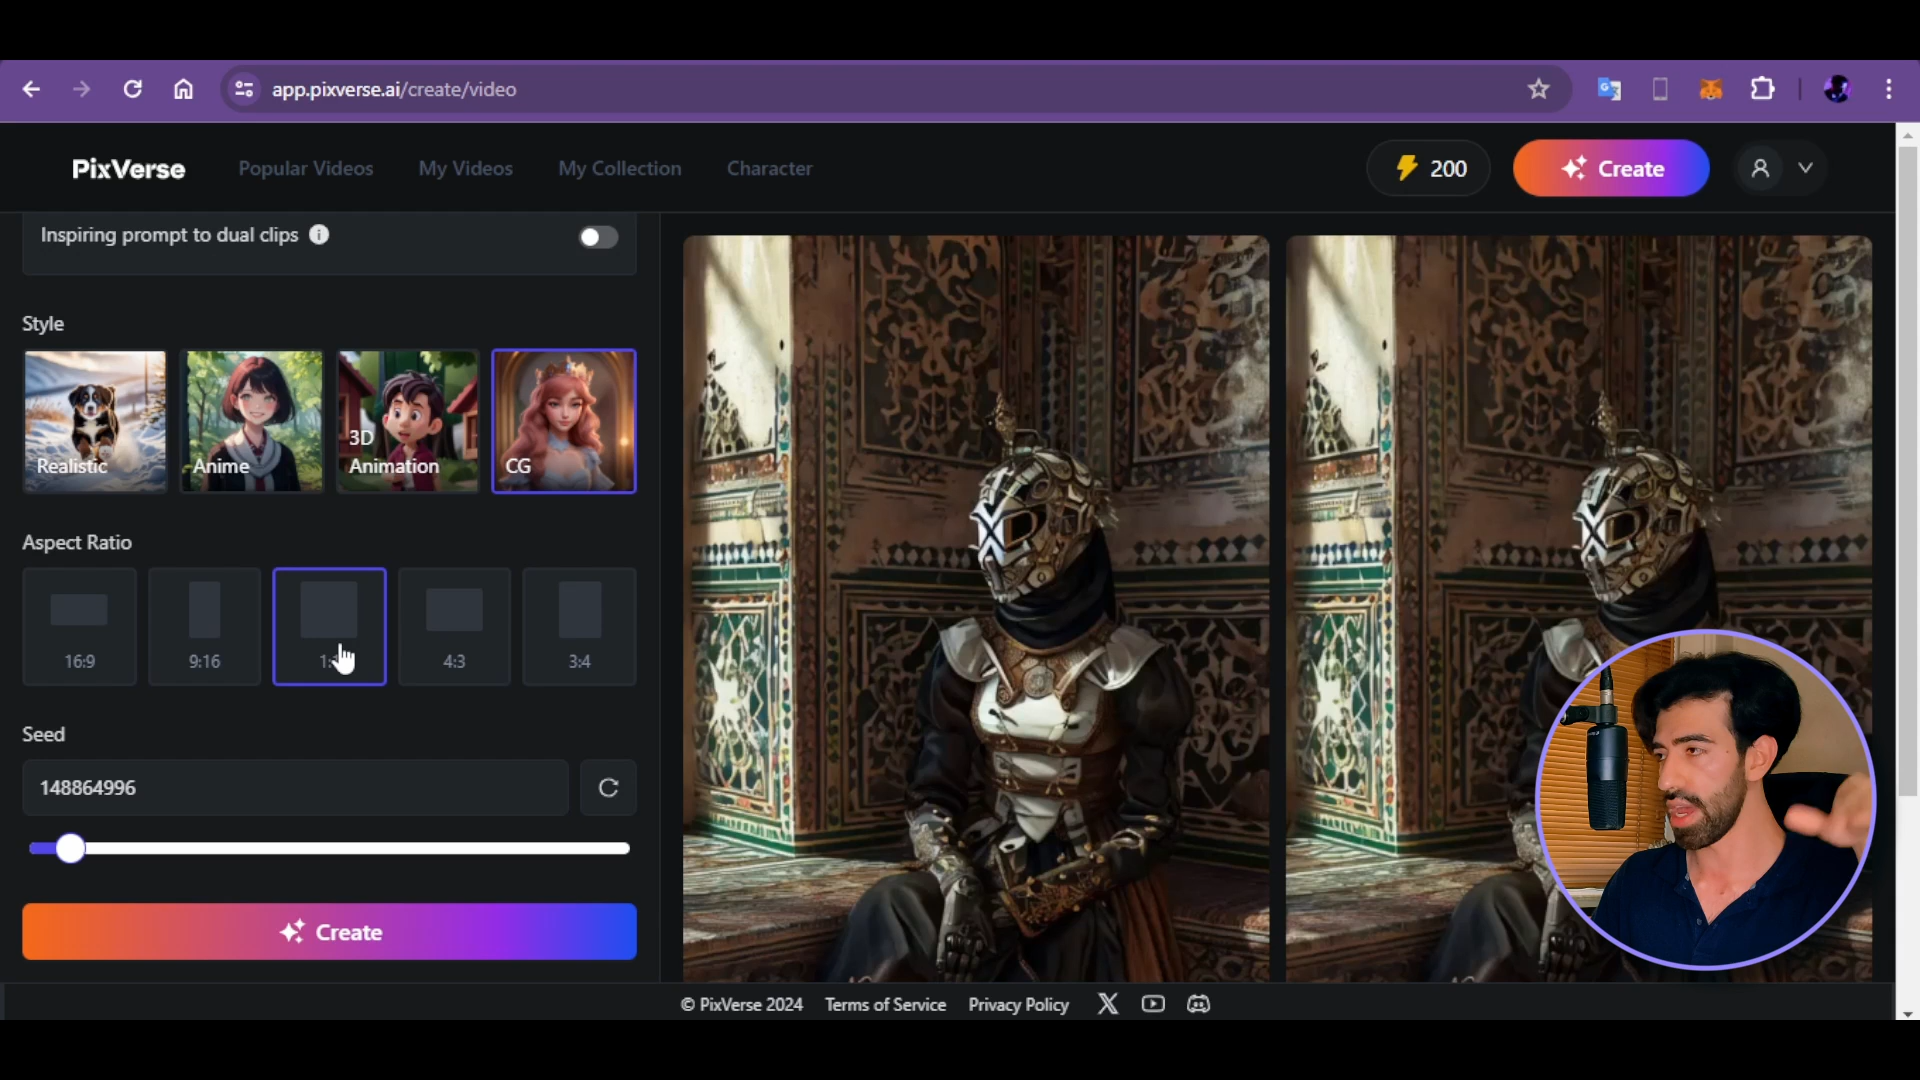 app.pixverse.ai/create/video
PixVerse
Popular Videos
My Videos
My Collection
Character
200
Create
Inspiring prompt to dual clips
Style
Realistic
Anime
3D
Animation
CG
Aspect Ratio
16:9
9:16
4:3
3:4
Seed
148864996
Create
© PixVerse 2024
Terms of Service
Privacy Policy